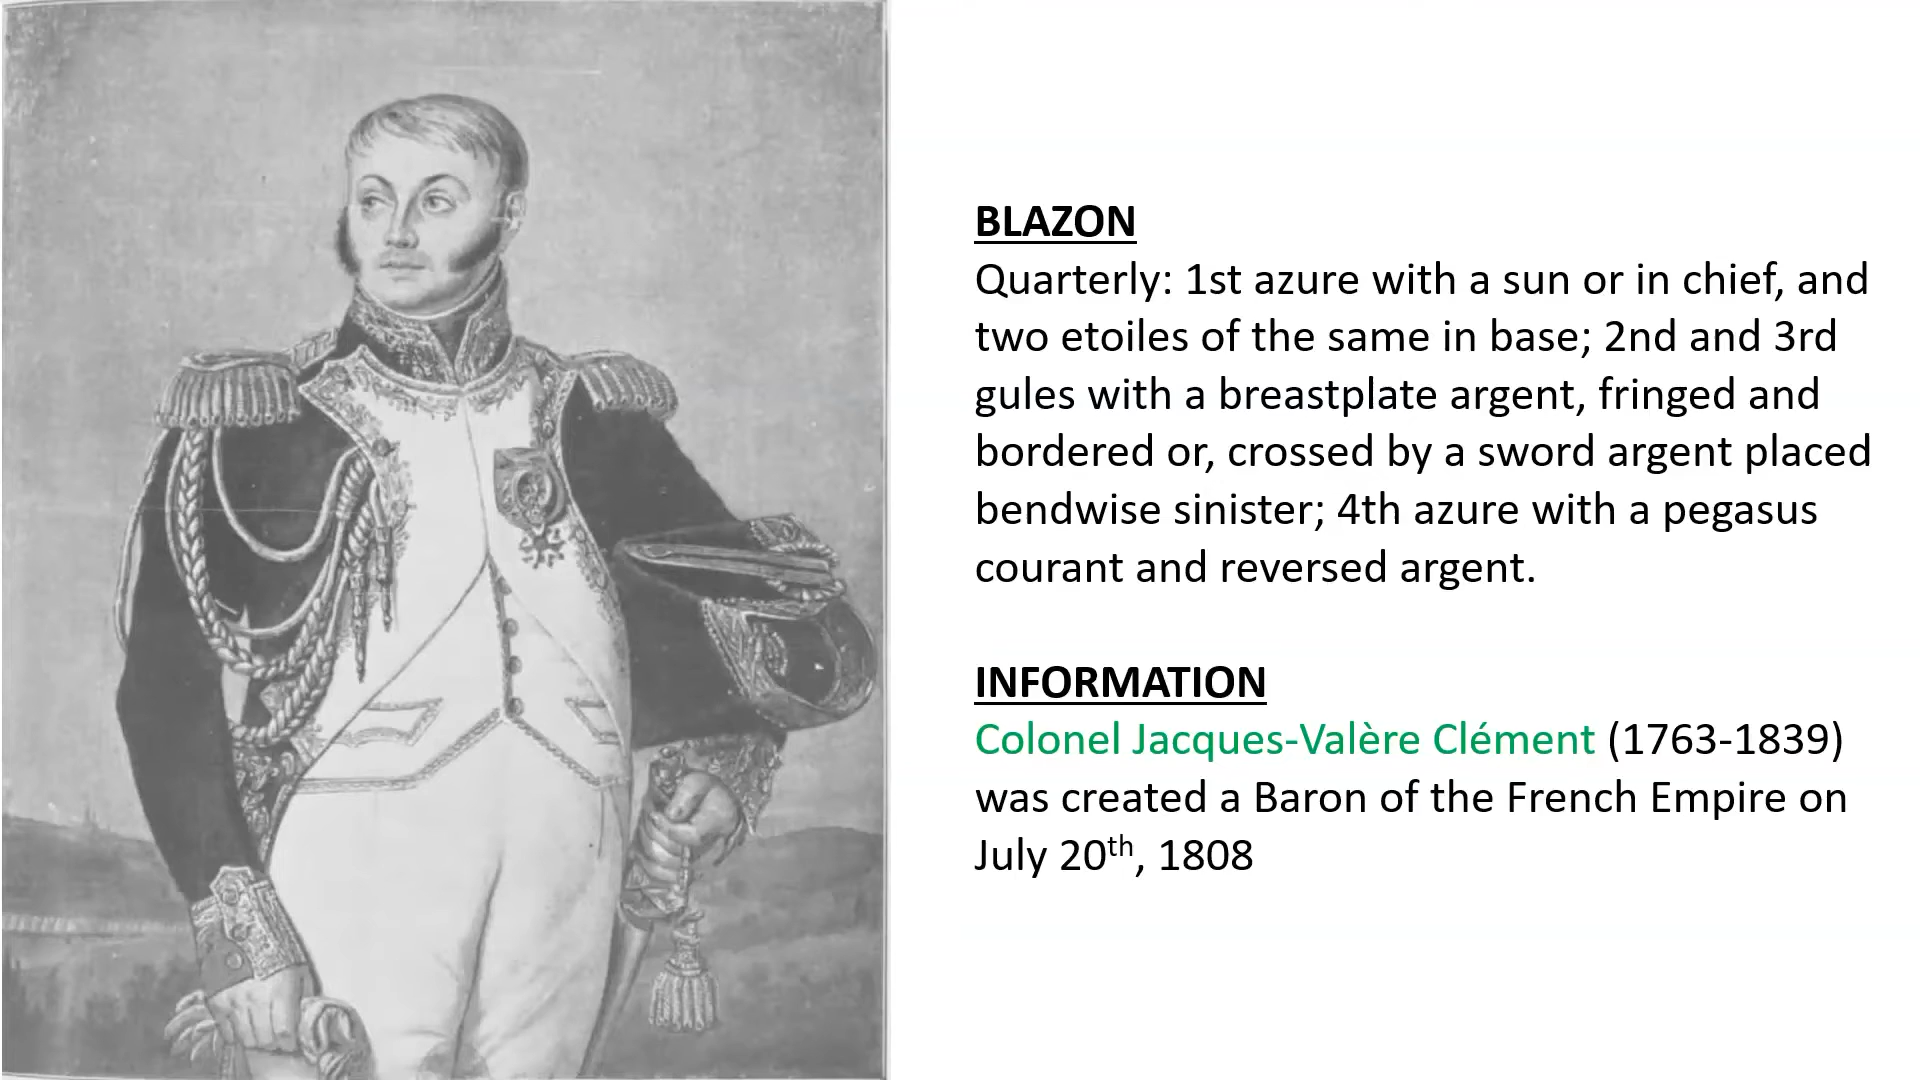 BLAZON
Quarterly: 1st azure with a sun or in chief, and
two etoiles of the same in base; 2nd and 3rd
gules with a breastplate argent, fringed and
bordered or, crossed by a sword argent placed
bendwise sinister; 4th azure with a pegasus
courant and reversed argent.
INFORMATION
Colonel Jacques-Valère Clément (1763-1839)
was created a Baron of the French Empire on
July 20th, 1808